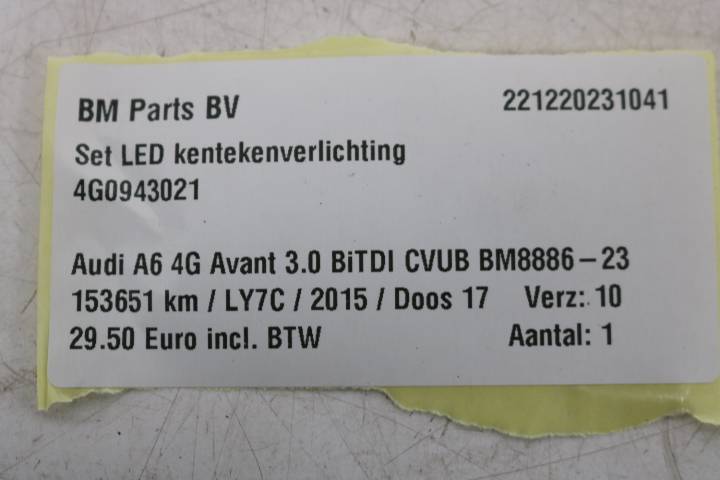 BM Parts BV 221220231041
Set LED kentekenverlichting
4G0943021
Audi A6 4G Avant 3.0 BiTDI CVUB BM8886-23
153651 km / LY7C / 2015 / Doos 17 Verz: 10
29.50 Euro incl. BTW Aantal: 1